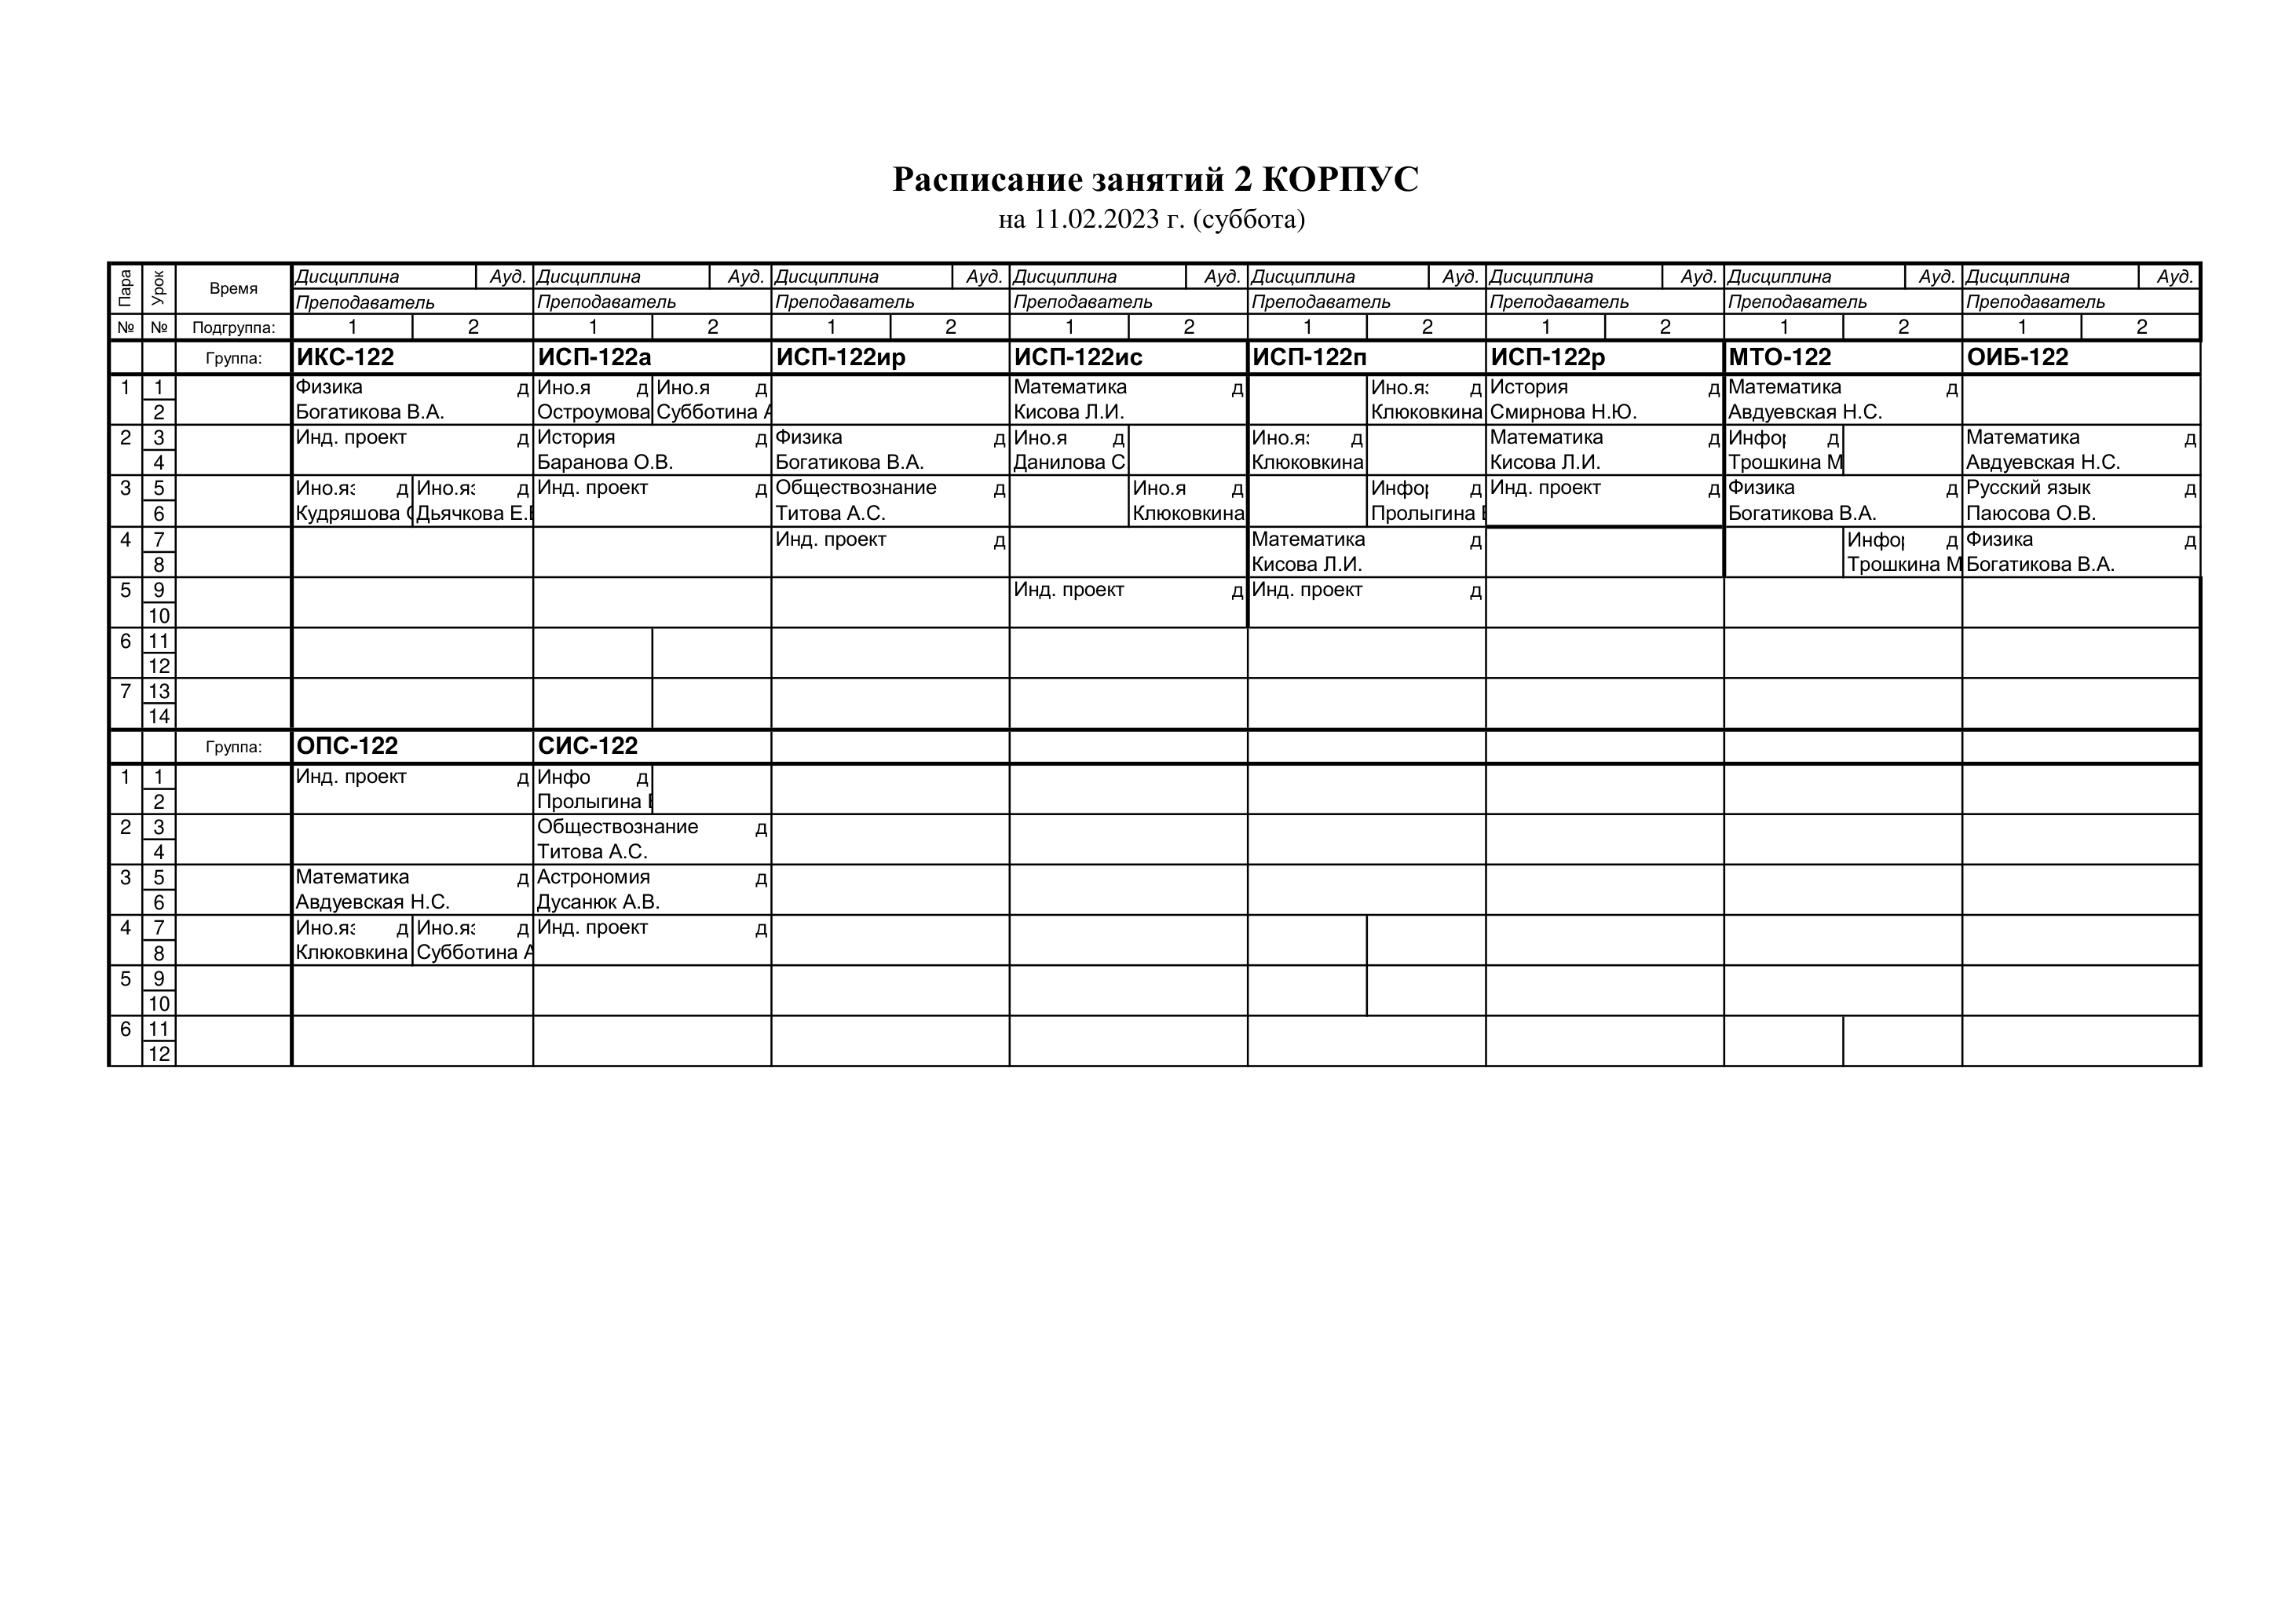 Расписание занятий 2 КОРПУС
на 11.02.2023 г. (суббота)
Пара Урок Время Дисциплина Ауд. Дисциплина Ауд. Дисциплина Ауд. Дисциплина Ауд. Дисциплина Ауд. Дисциплина Ауд. Дисциплина Ауд. Дисциплина Ауд.
Преподаватель Преподаватель Преподаватель Преподаватель Преподаватель Преподаватель Преподаватель Преподаватель
№ № Подгруппа: 1 2 1 2 1 2 1 2 1 2 1 2 1 2 1 2
Группа: ИКС-122 ИСП-122а ИСП-122ир ИСП-122ис ИСП-122п ИСП-122р МТО-122 ОИБ-122
1 1 Физика д Ино.я д Ино.я д Математика д Ино.я д История д Математика д
2 Богатикова В.А. Остроумова Субботина Кисова Л.И. Клюковкина Смирнова Н.Ю. Авдуевская Н.С.
2 3 Инд. проект д История д Физика д Ино.я д Ино.я д Математика д Инфо д Математика д
4 Баранова О.В. Богатикова В.А. Данилова С Клюковкина Кисова Л.И. Трошкина М Авдуевская Н.С.
3 5 Ино.я д Ино.я д Инд. проект д Обществознание д Ино.я д Инфо д Инд. проект д Физика д Русский язык д
6 Кудряшова Дьячкова Е. Титова А.С. Клюковкина Пролыгина Богатикова В.А. Паюсова О.В.
4 7 Инд. проект д Математика д Инфо д Физика д
8 Кисова Л.И. Трошкина М Богатикова В.А.
5 9 Инд. проект д Инд. проект д
10
6 11
12
7 13
14
Группа: ОПС-122 СИС-122
1 1 Инд. проект д Инфо д
2 Пролыгина
2 3 Обществознание д
4 Титова А.С.
3 5 Математика д Астрономия д
6 Авдуевская Н.С. Дусанюк А.В.
4 7 Ино.я д Ино.я д Инд. проект д
8 Клюковкина Субботина
5 9
10
6 11
12